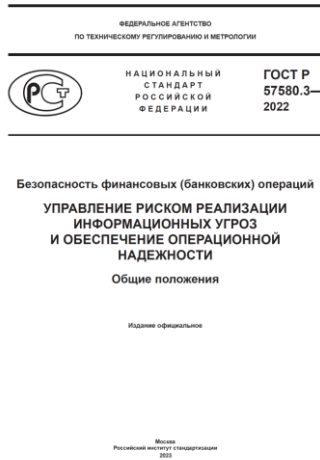 ФЕДЕРАЛЬНОЕ АГЕНТСТВО
ПО ТЕХНИЧЕСКОМУ РЕГУЛИРОВАНИЮ И МЕТРОЛОГИИ
НАЦИОНАЛЬНЫЙ
СТАНДАРТ
РОССИЙСКОЙ
ФЕДЕРАЦИИ
ГОСТ Р
57580.3—
2022
Безопасность финансовых (банковских) операций
УПРАВЛЕНИЕ РИСКОМ РЕАЛИЗАЦИИ
ИНФОРМАЦИОННЫХ УГРОЗ
И ОБЕСПЕЧЕНИЕ ОПЕРАЦИОННОЙ
НАДЕЖНОСТИ
Общие положения
Издание официальное
Москва
Российский институт стандартизации
2023